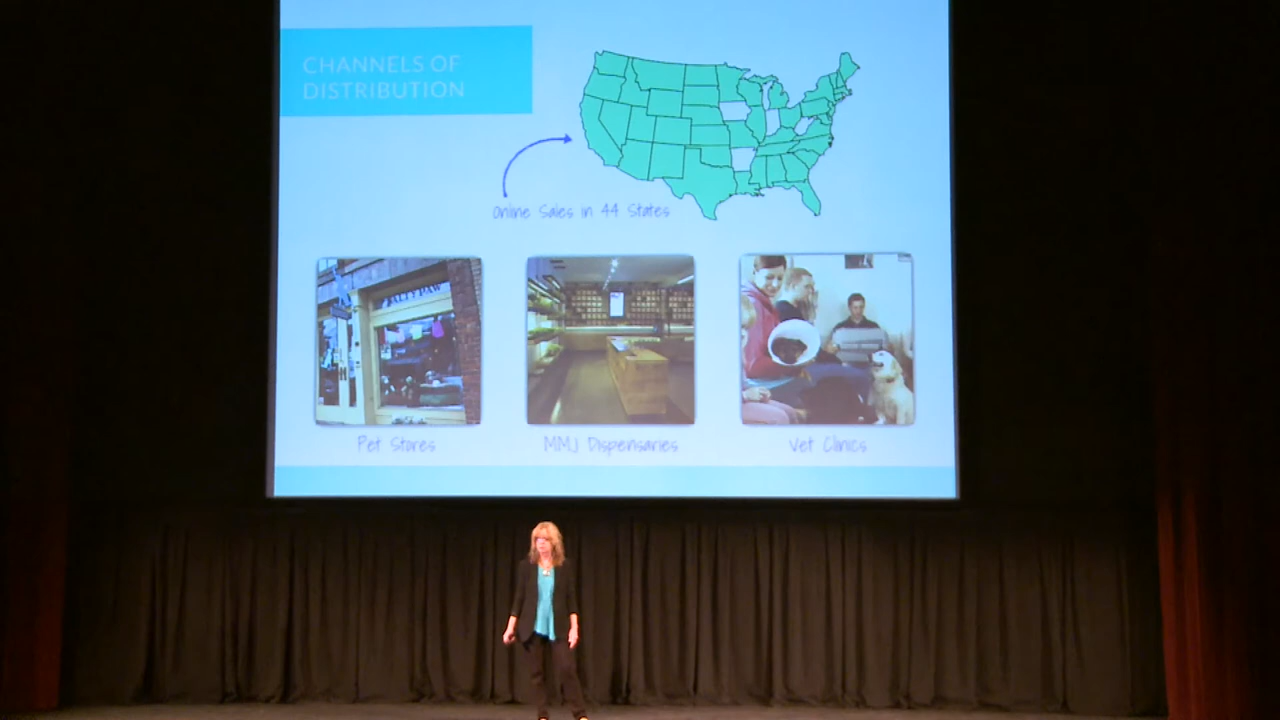 CHANNELS OF
DISTRIBUTION
Online Sales in 44 States
Pet Stores
MMJ Dispensaries
Vet Clinics